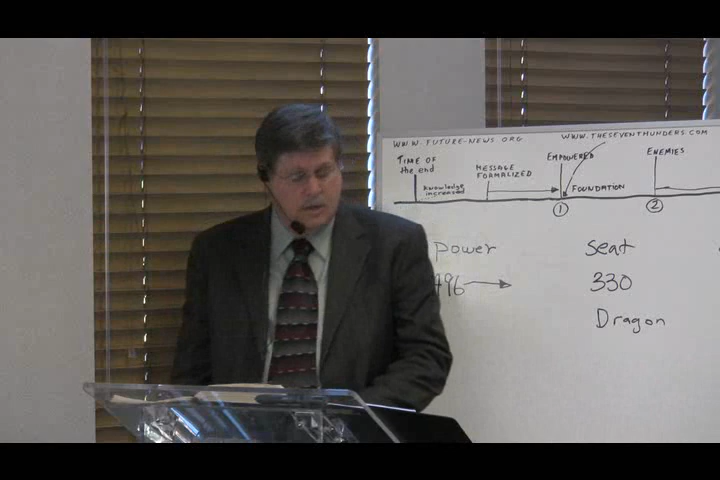 WWW.FUTURE-NEWS.ORG
WWW.THESEVENTHUNDERS.COM
TIME OF
the end
Knowledge
increased
MESSAGE
FORMALIZED
EMPOWERED
FOUNDATION
ENEMIES
1
2
power
seat
496
330
Dragon